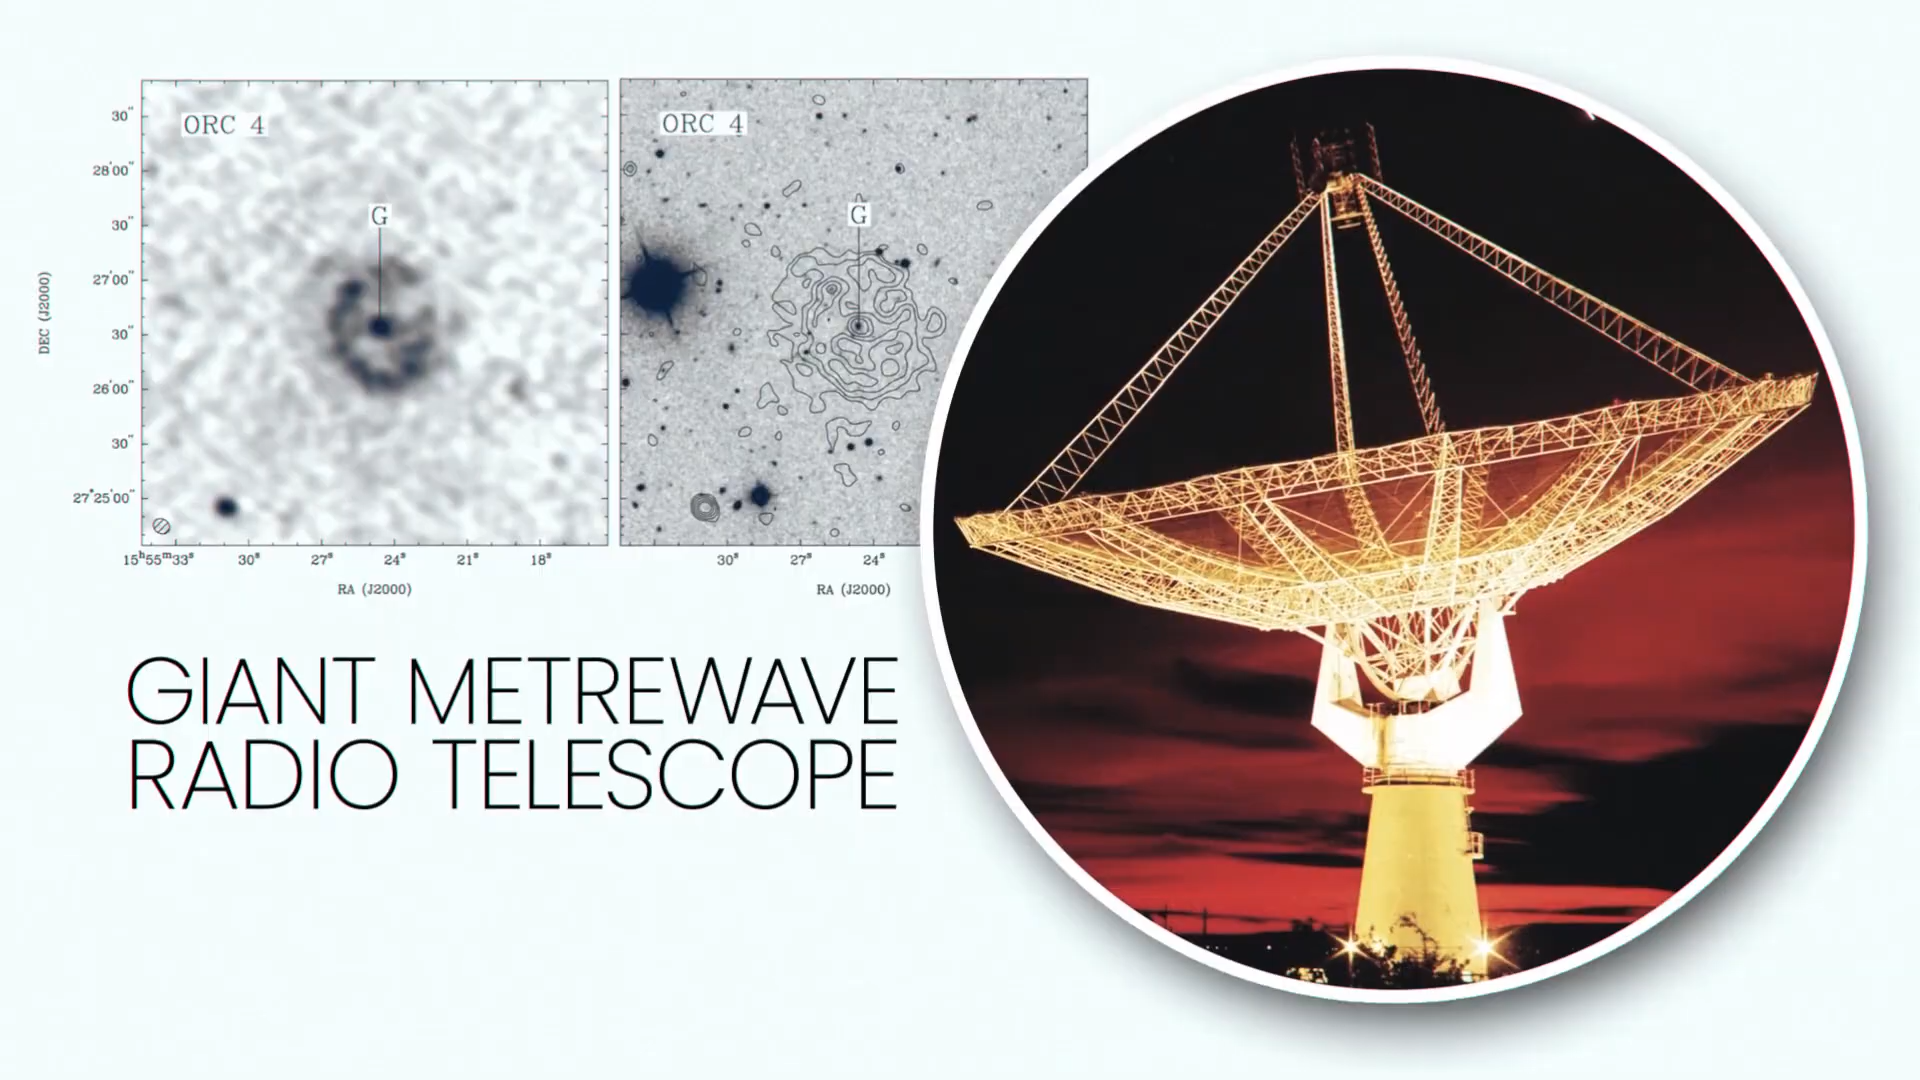 ORC 4
G
30"
28'00"
30"
27'00"
30"
26'00"
30"
27°25'00"
DEC (J2000)
15ʰ55ᵐ33ˢ 30ˢ 27ˢ 24ˢ 21ˢ 18ˢ
RA (J2000)
ORC 4
G
30ˢ 27ˢ 24ˢ
RA (J2000)
GIANT METREWAVE
RADIO TELESCOPE